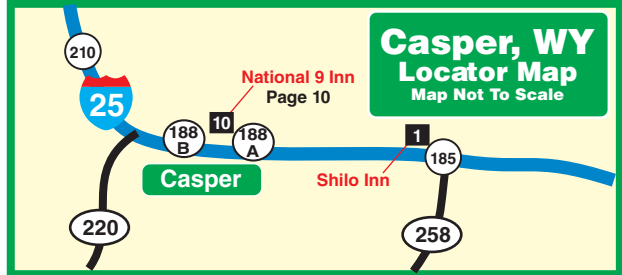 Casper, WY
Locator Map
Map Not To Scale
210
25
National 9 Inn
Page 10
10
188
B
188
A
1
185
Casper
Shilo Inn
220
258